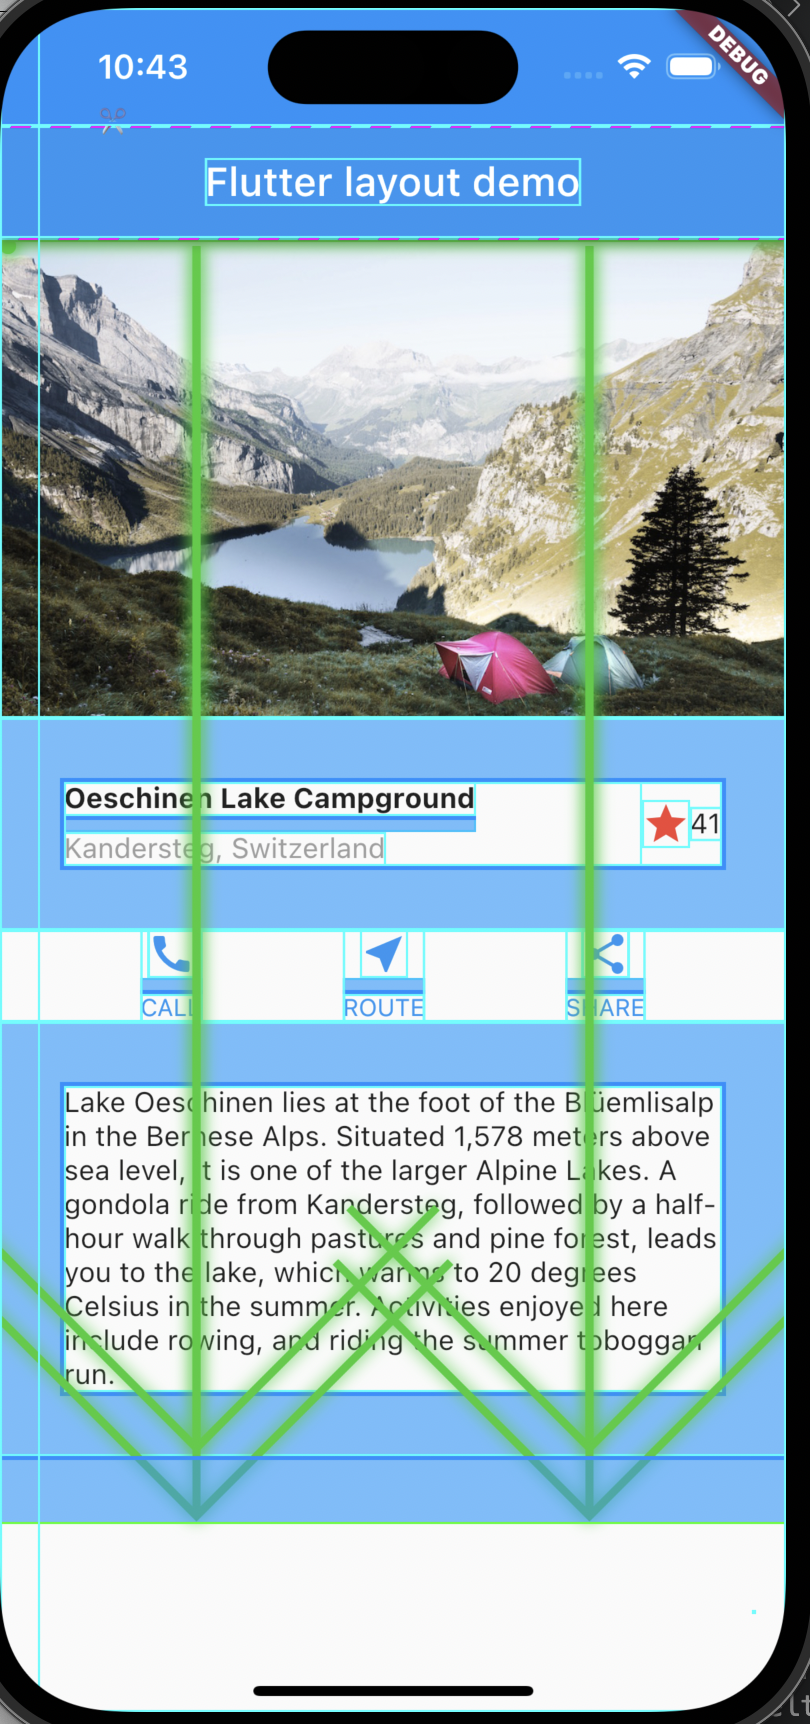 10:43
DEBUG
Flutter layout demo
Oeschinen Lake Campground
41
Kandersteg, Switzerland
CALL
ROUTE
SHARE
Lake Oeschinen lies at the foot of the Blüemlisalp
in the Bernese Alps. Situated 1,578 meters above
sea level, it is one of the larger Alpine Lakes. A
gondola ride from Kandersteg, followed by a half-
hour walk through pastures and pine forest, leads
you to the lake, which warms to 20 degrees
Celsius in the summer. Activities enjoyed here
include rowing, and riding the summer toboggan
run.